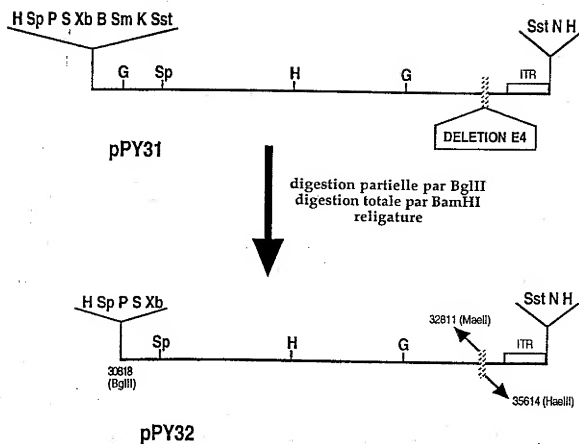 H Sp P S Xb B Sm K Sst
Sst N H
G Sp H G ITR
DELETION E4
pPY31
digestion partielle par BglII
digestion totale par BamHI
religature
H Sp P S Xb
Sst N H
32811 (MaeII)
Sp H G ITR
30818
(BglII)
35614 (HaeIII)
pPY32